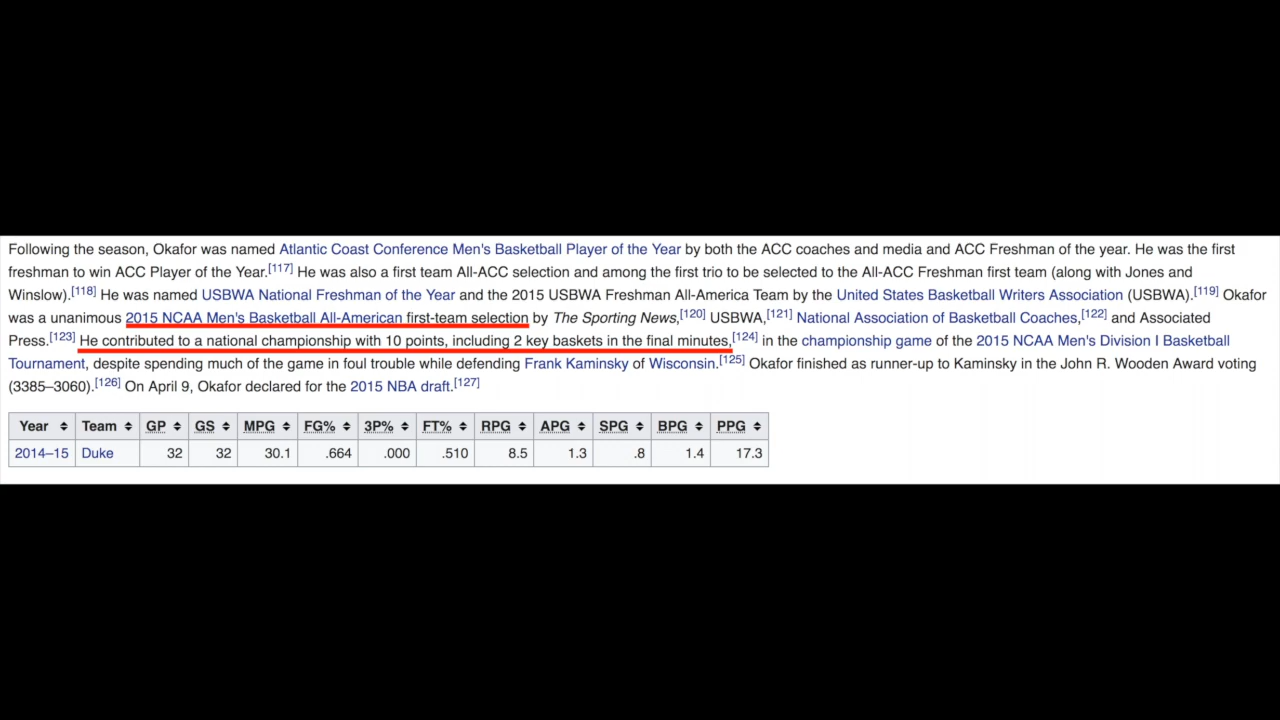 Following the season, Okafor was named Atlantic Coast Conference Men's Basketball Player of the Year by both the ACC coaches and media and ACC Freshman of the year. He was the first
freshman to win ACC Player of the Year.[117] He was also a first team All-ACC selection and among the first trio to be selected to the All-ACC Freshman first team (along with Jones and
Winslow).[118] He was named USBWA National Freshman of the Year and the 2015 USBWA Freshman All-America Team by the United States Basketball Writers Association (USBWA).[119] Okafor
was a unanimous 2015 NCAA Men's Basketball All-American first-team selection by The Sporting News,[120] USBWA,[121] National Association of Basketball Coaches,[122] and Associated
Press.[123] He contributed to a national championship with 10 points, including 2 key baskets in the final minutes,[124] in the championship game of the 2015 NCAA Men's Division I Basketball
Tournament, despite spending much of the game in foul trouble while defending Frank Kaminsky of Wisconsin.[125] Okafor finished as runner-up to Kaminsky in the John R. Wooden Award voting
(3385–3060).[126] On April 9, Okafor declared for the 2015 NBA draft.[127]
Year Team GP GS MPG FG% 3P% FT% RPG APG SPG BPG PPG
2014–15 Duke 32 32 30.1 .664 .000 .510 8.5 1.3 .8 1.4 17.3